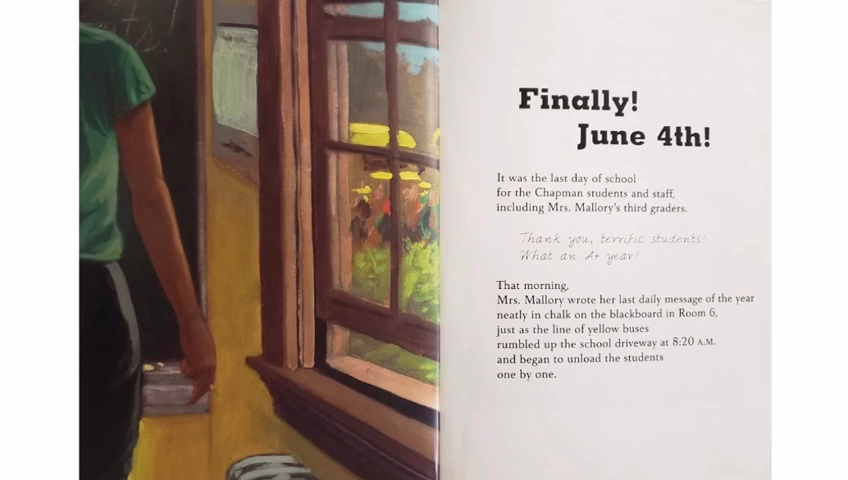 ts!
Finally!
June 4th!
It was the last day of school
for the Chapman students and staff,
including Mrs. Mallory's third graders.
Thank you, terrific students!
What an A+ year!
That morning,
Mrs. Mallory wrote her last daily message of the year
neatly in chalk on the blackboard in Room 6,
just as the line of yellow buses
rumbled up the school driveway at 8:20 A.M.
and began to unload the students
one by one.